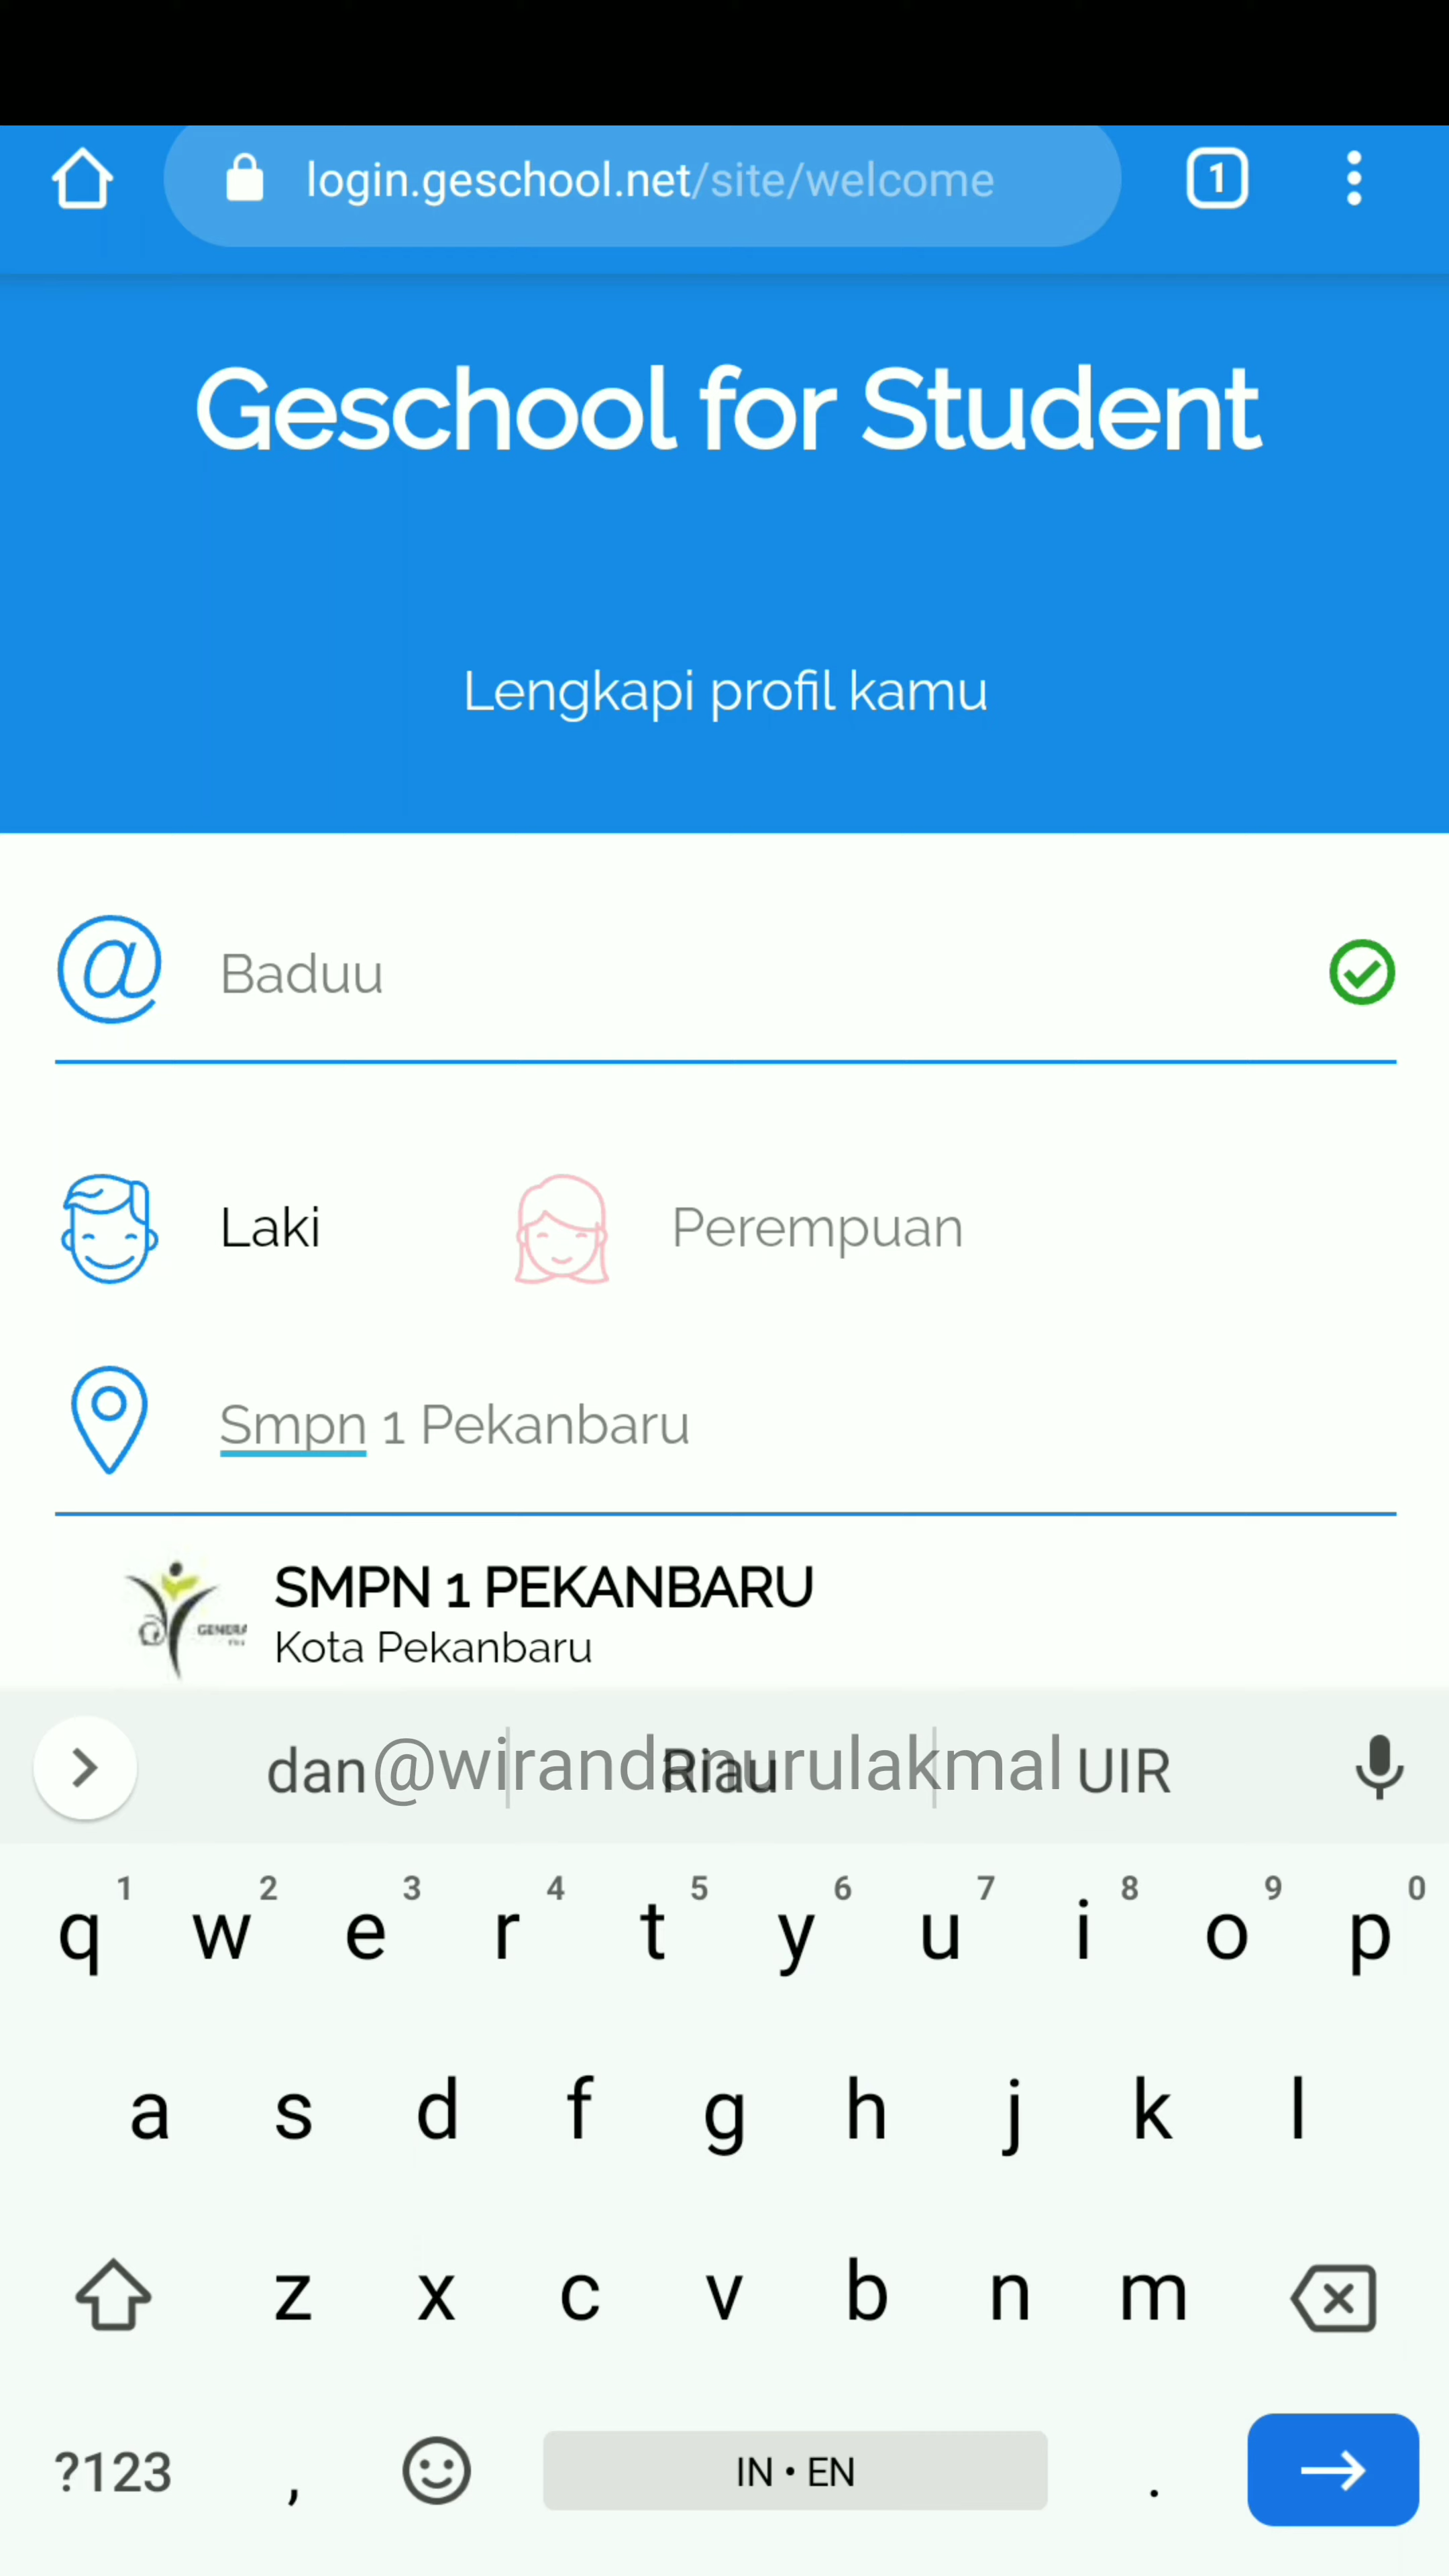 login.geschool.net/site/welcome
1
Geschool for Student
Lengkapi profil kamu
@ Baduu
Laki Perempuan
Smpn 1 Pekanbaru
SMPN 1 PEKANBARU
Kota Pekanbaru
dan Riau UIR
@wirandanurulakmal
1 2 3 4 5 6 7 8 9 0
q w e r t y u i o p
a s d f g h j k l
z x c v b n m
?123 , IN • EN .